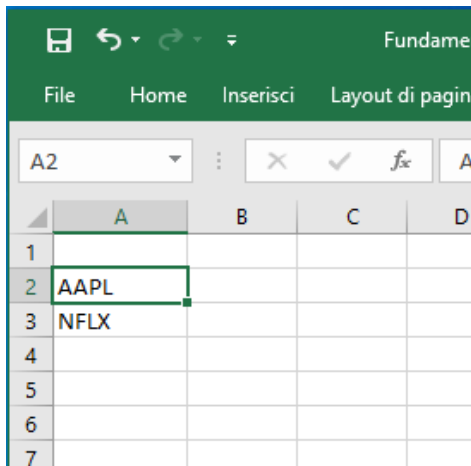 Fundame
File Home Inserisci Layout di pagin
A2 fx A
A B C D
1
2 AAPL
3 NFLX
4
5
6
7